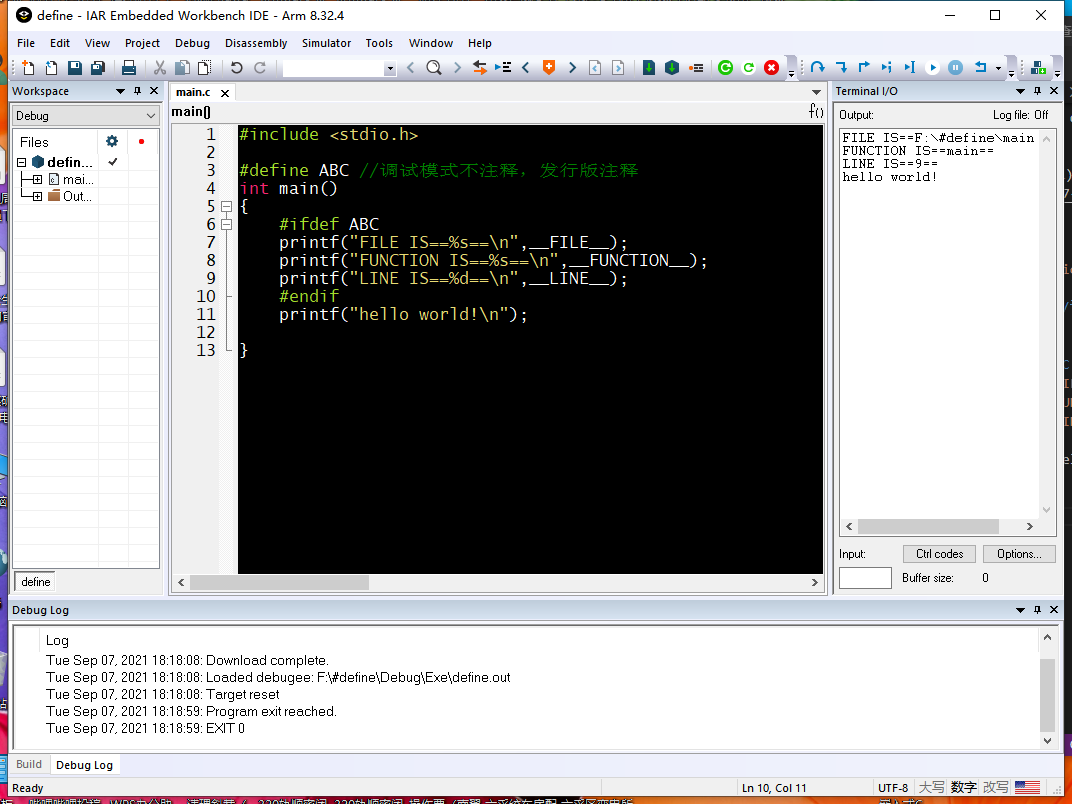 define - IAR Embedded Workbench IDE - Arm 8.32.4
File Edit View Project Debug Disassembly Simulator Tools Window Help
Workspace
Debug
Files
defin...
mai...
Out...
define
main.c
main()
f()
1 #include <stdio.h>
2
3 #define ABC //调试模式不注释，发行版注释
4 int main()
5 {
6 #ifdef ABC
7 printf("FILE IS==%s==\n",__FILE__);
8 printf("FUNCTION IS==%s==\n",__FUNCTION__);
9 printf("LINE IS==%d==\n",__LINE__);
10 #endif
11 printf("hello world!\n");
12
13 }
Terminal I/O
Output: Log file: Off
FILE IS==F:\#define\main
FUNCTION IS==main==
LINE IS==9==
hello world!
Input: Ctrl codes Options...
Buffer size: 0
Debug Log
Log
Tue Sep 07, 2021 18:18:08: Download complete.
Tue Sep 07, 2021 18:18:08: Loaded debugee: F:\#define\Debug\Exe\define.out
Tue Sep 07, 2021 18:18:08: Target reset
Tue Sep 07, 2021 18:18:59: Program exit reached.
Tue Sep 07, 2021 18:18:59: EXIT 0
Build Debug Log
Ready Ln 10, Col 11 UTF-8 大写 数字 改写